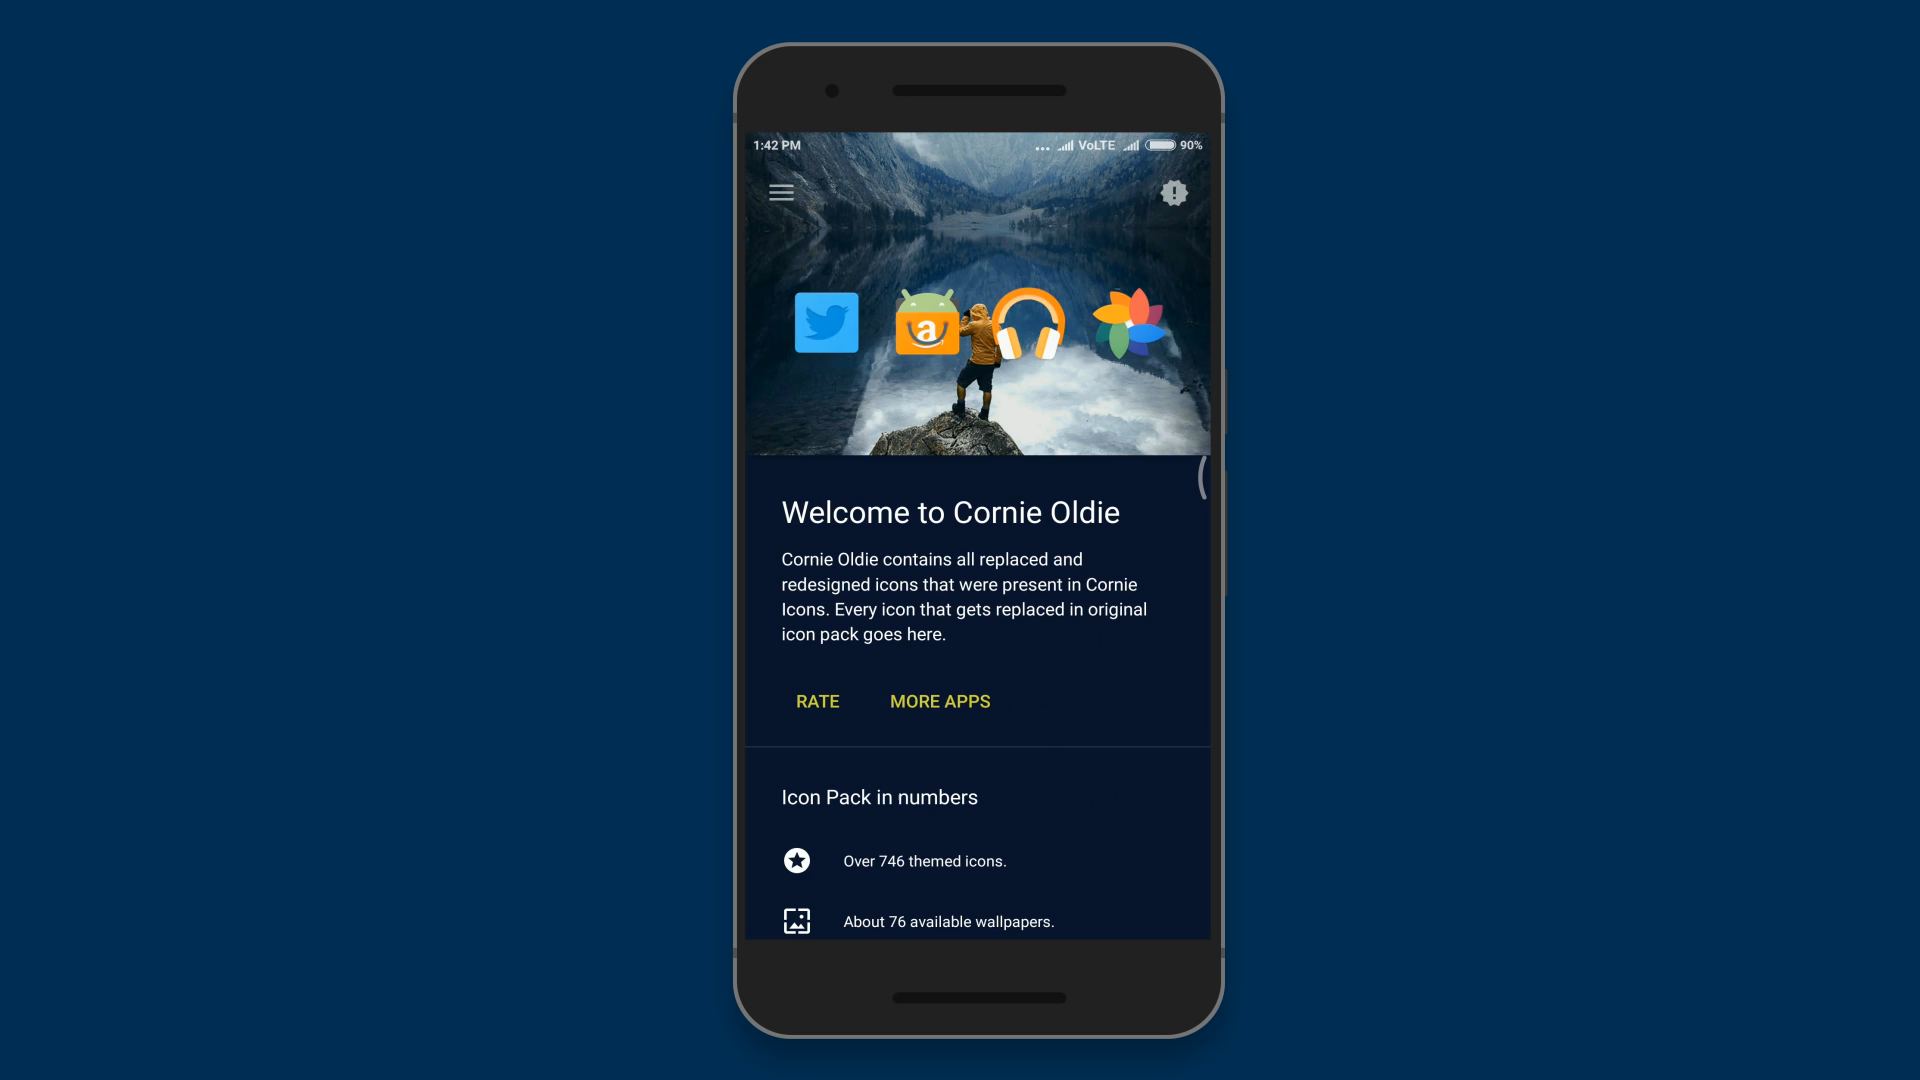 1:42 PM
VoLTE 90%
a
Welcome to Cornie Oldie
Cornie Oldie contains all replaced and
redesigned icons that were present in Cornie
Icons. Every icon that gets replaced in original
icon pack goes here.
RATE MORE APPS
Icon Pack in numbers
Over 746 themed icons.
About 76 available wallpapers.